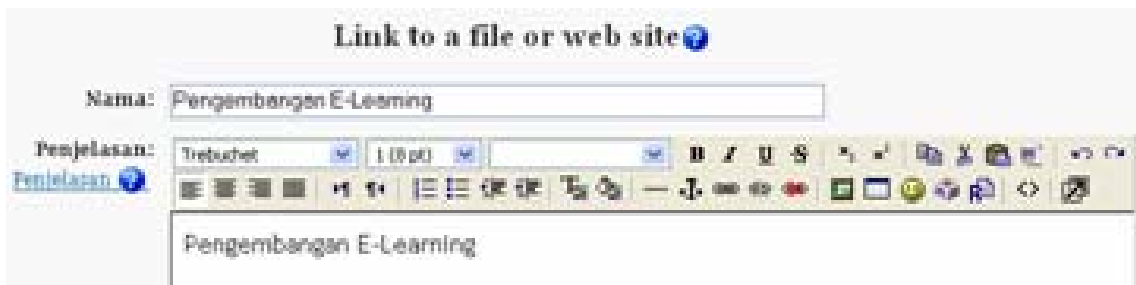 Link to a file or web site
Nama: Pengembangan E-Learning
Penjelasan: Trebuchet 1 (8 pt) B I U S
Penjelasan
Pengembangan E-Learning